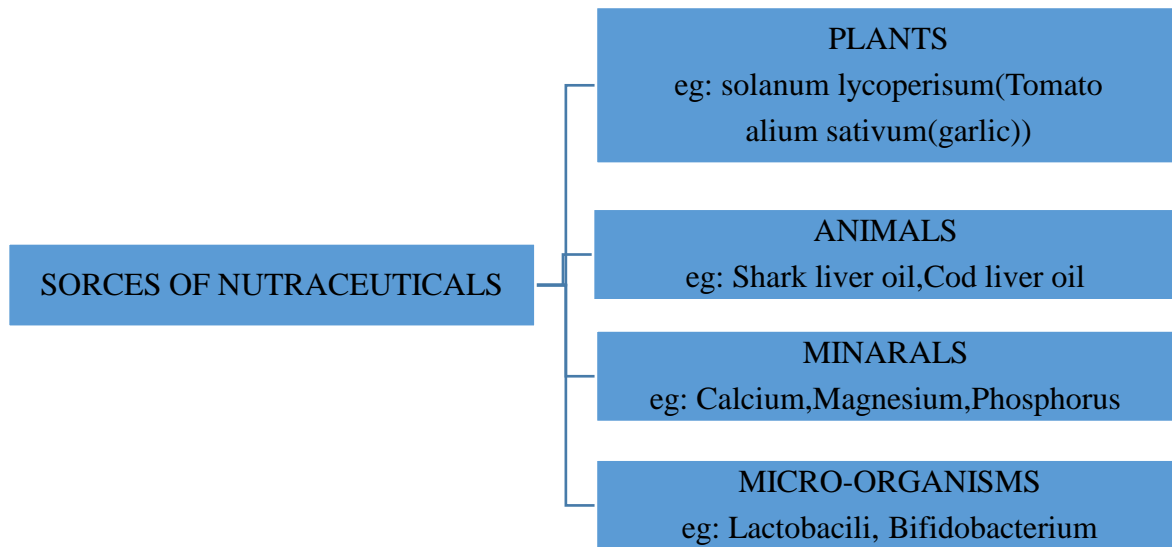 SORCES OF NUTRACEUTICALS
PLANTS
eg: solanum lycoperisum(Tomato
alium sativum(garlic))
ANIMALS
eg: Shark liver oil,Cod liver oil
MINARALS
eg: Calcium,Magnesium,Phosphorus
MICRO-ORGANISMS
eg: Lactobacili, Bifidobacterium